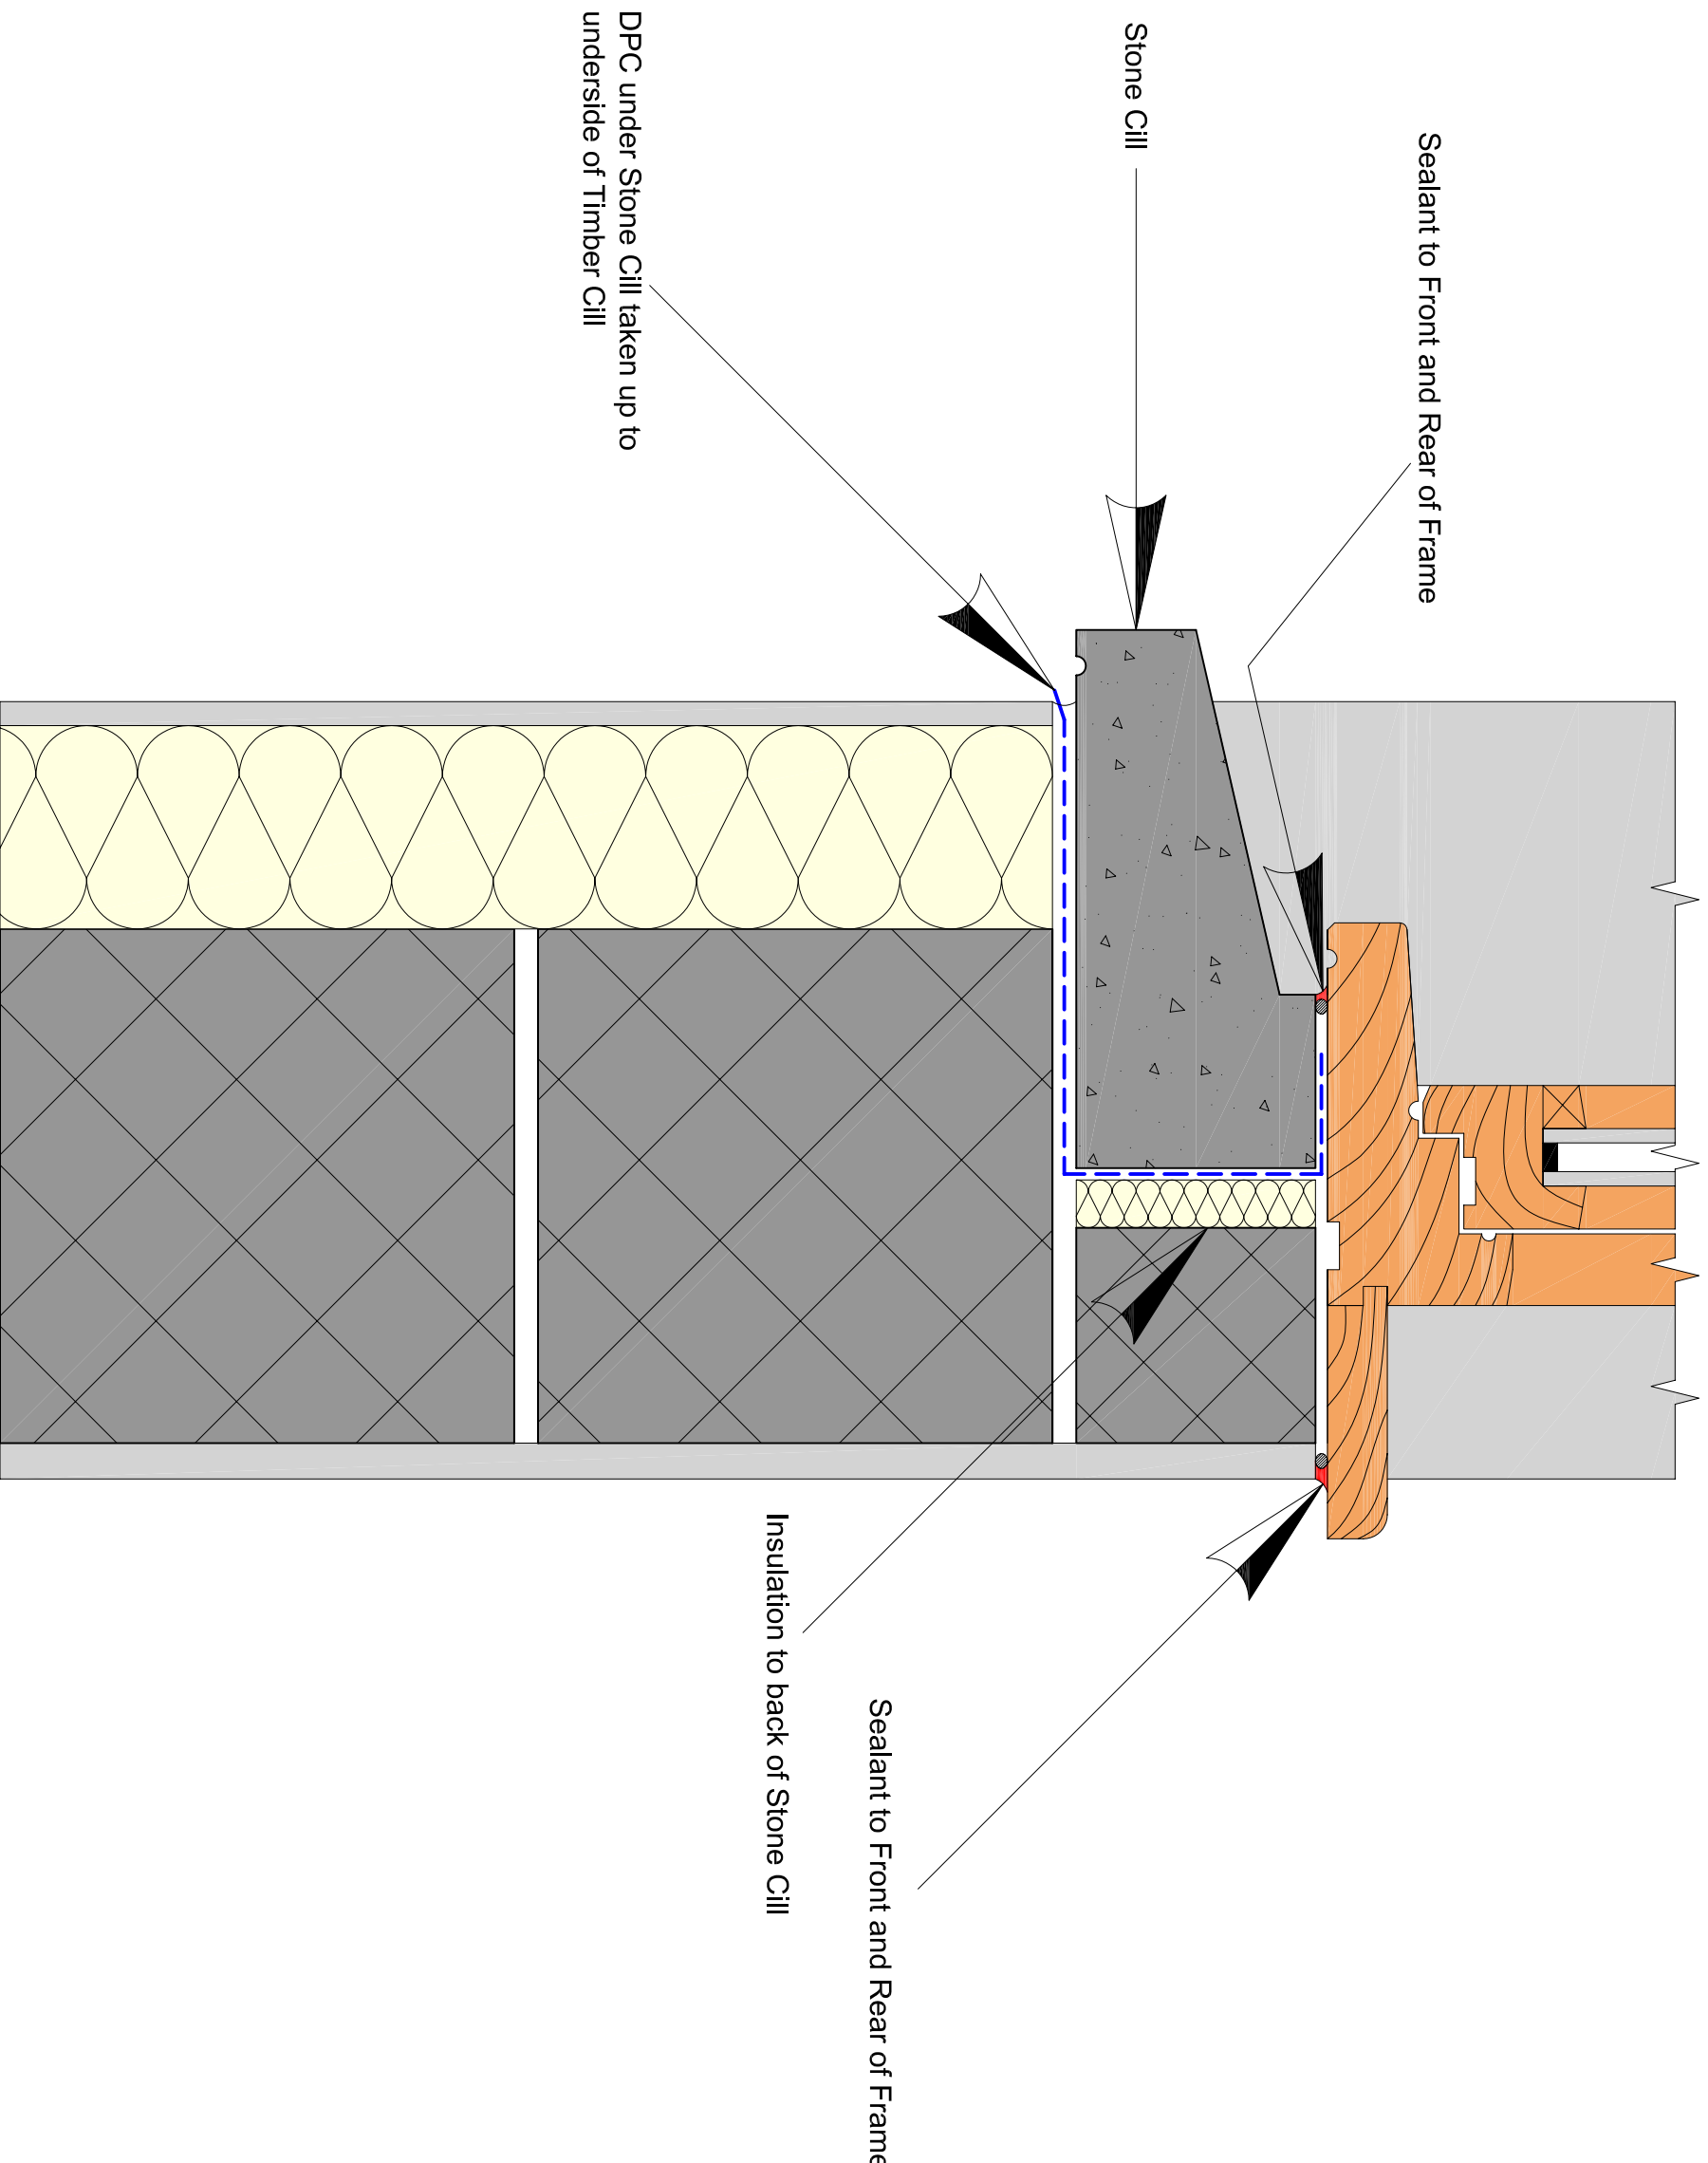 Sealant to Front and Rear of Frame
Stone Cill
DPC under Stone Cill taken up to
underside of Timber Cill
Sealant to Front and Rear of Frame
Insulation to back of Stone Cill